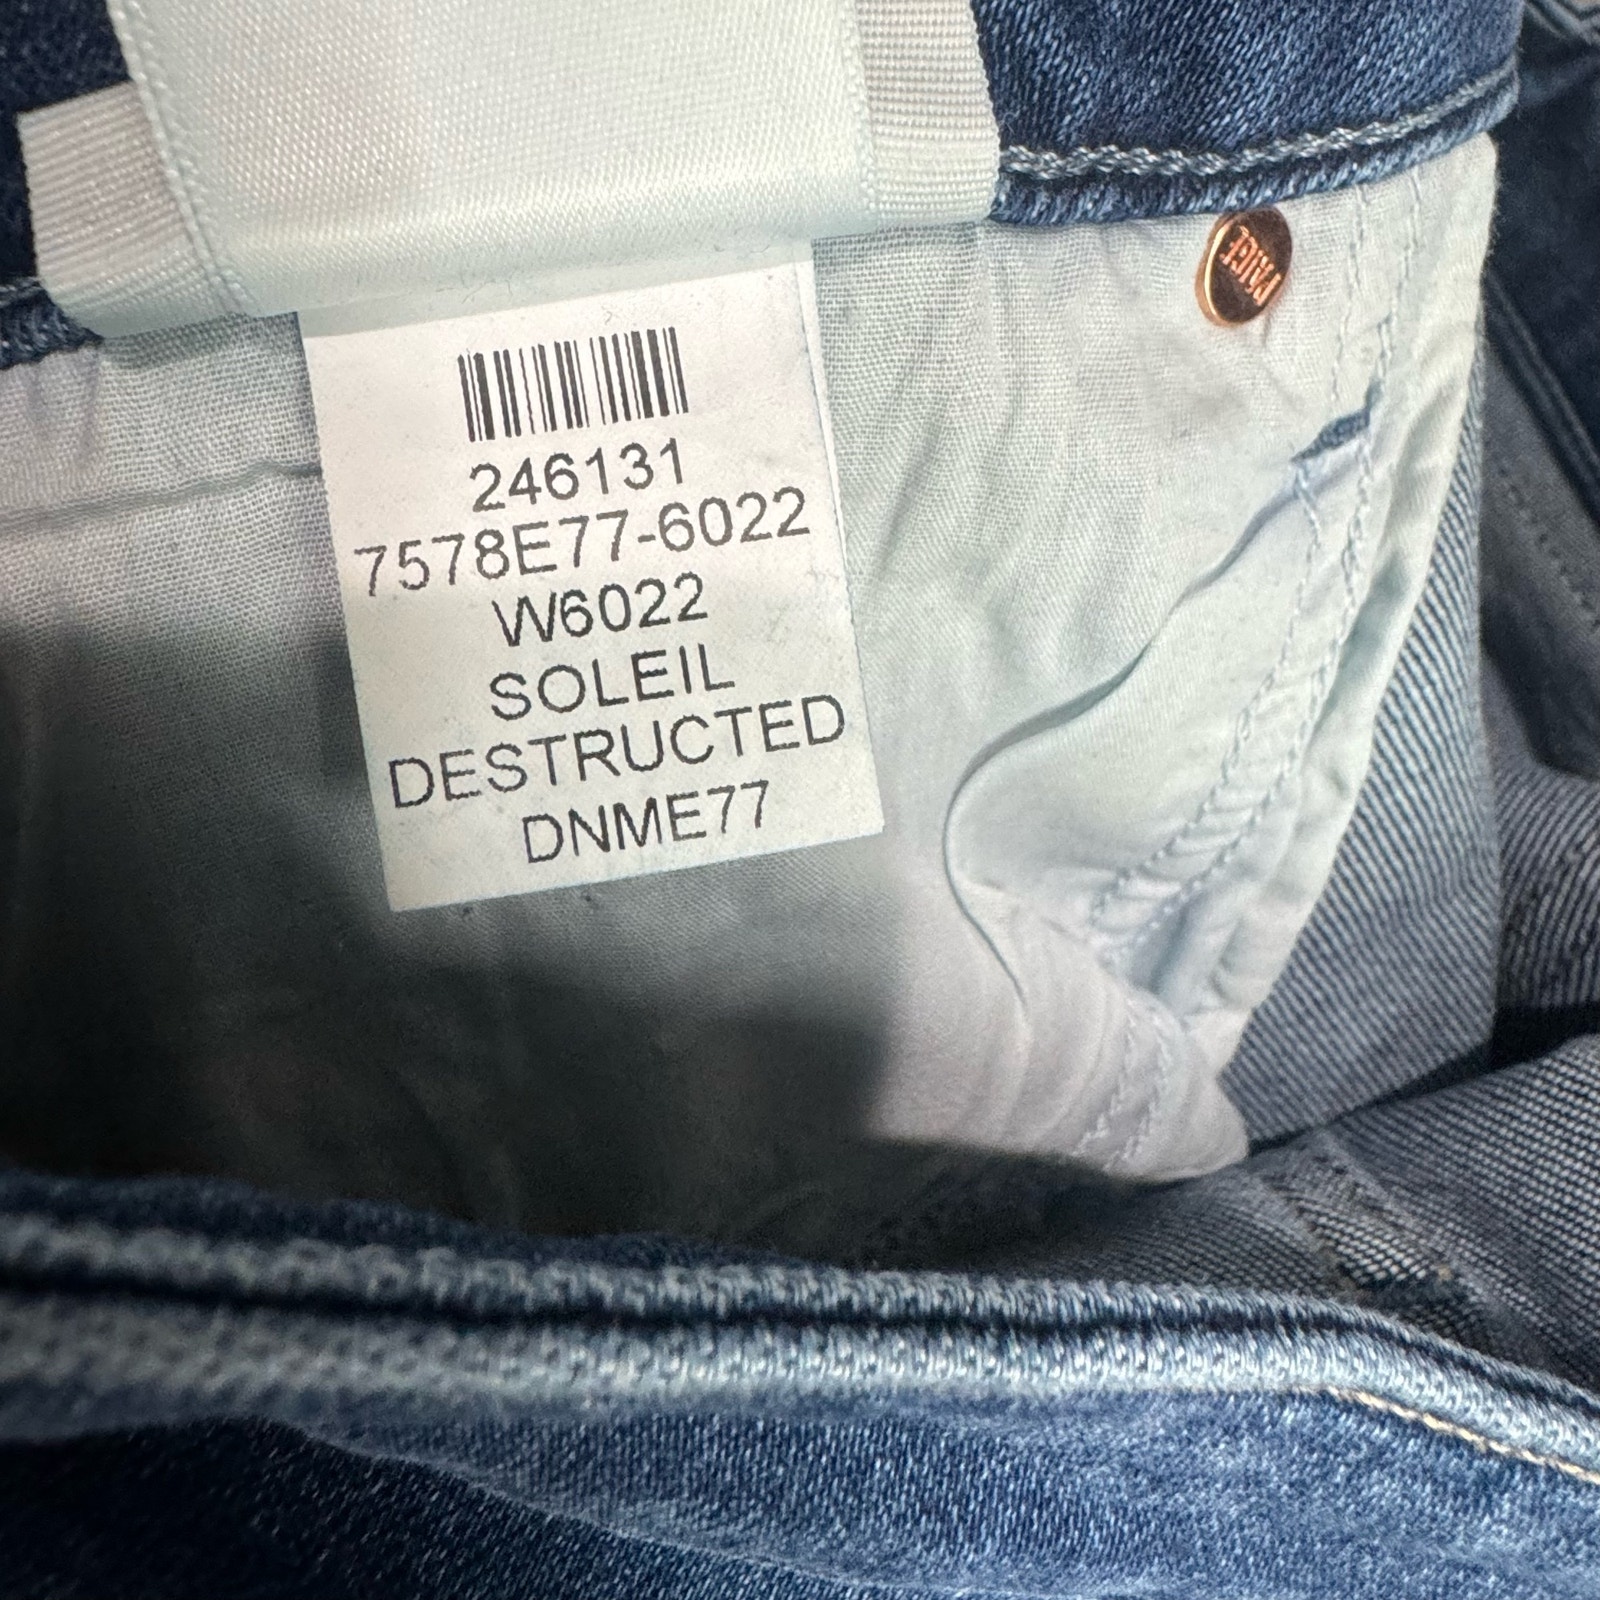 PAIGE
246131
7578E77-6022
W6022
SOLEIL
DESTRUCTED
DNME77